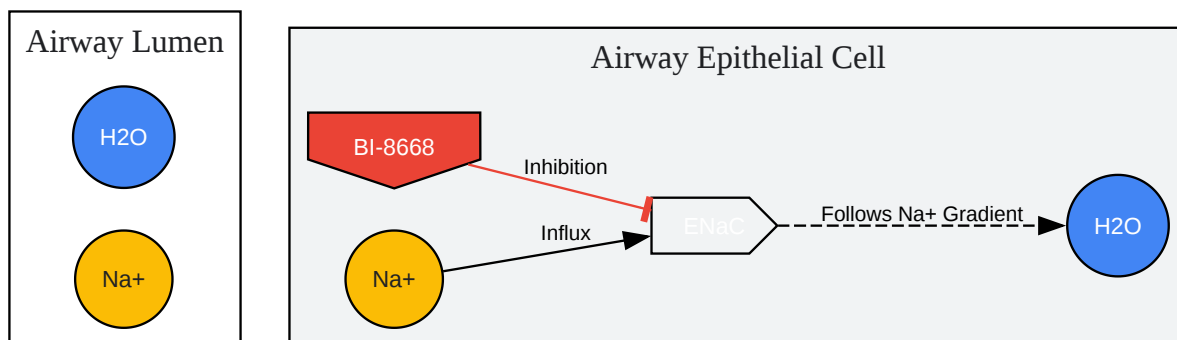 Airway Lumen
H2O
Na+
Airway Epithelial Cell
BI-8668
Inhibition
Na+
Influx
ENaC
Follows Na+ Gradient
H2O